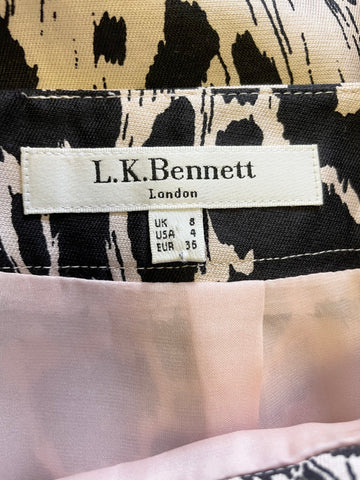 L.K.Bennett
London
UK 8
USA 4
EUR 36